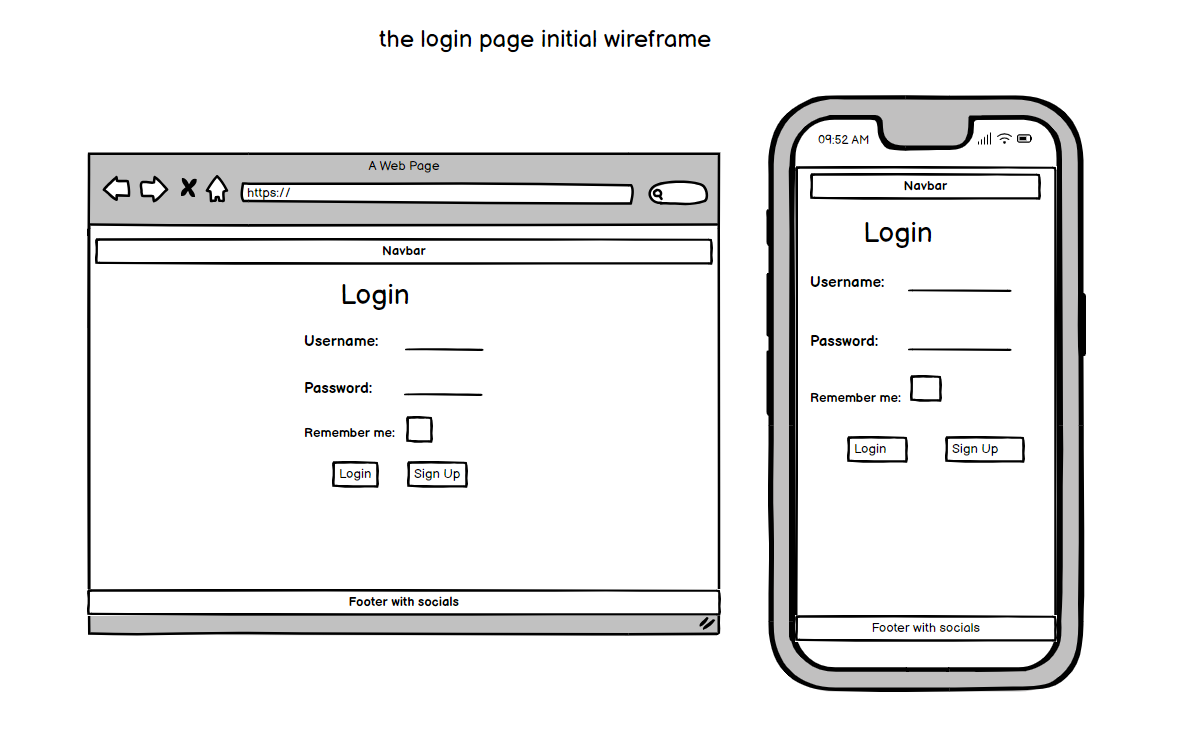 the login page initial wireframe
A Web Page
https://
Navbar
Login
Username:
Password:
Remember me:
Login Sign Up
Footer with socials
09:52 AM
Navbar
Login
Username:
Password:
Remember me:
Login Sign Up
Footer with socials